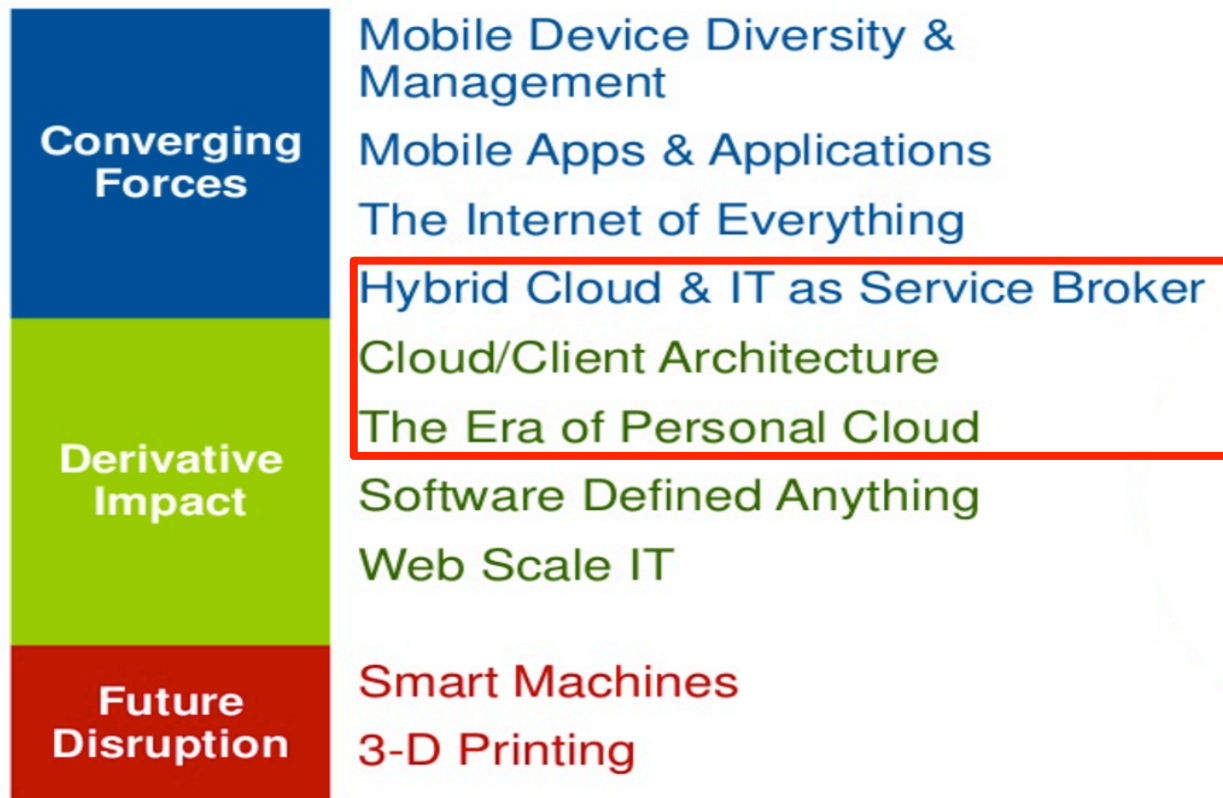 Converging
Forces
Mobile Device Diversity &
Management
Mobile Apps & Applications
The Internet of Everything
Hybrid Cloud & IT as Service Broker
Derivative
Impact
Cloud/Client Architecture
The Era of Personal Cloud
Software Defined Anything
Web Scale IT
Future
Disruption
Smart Machines
3-D Printing